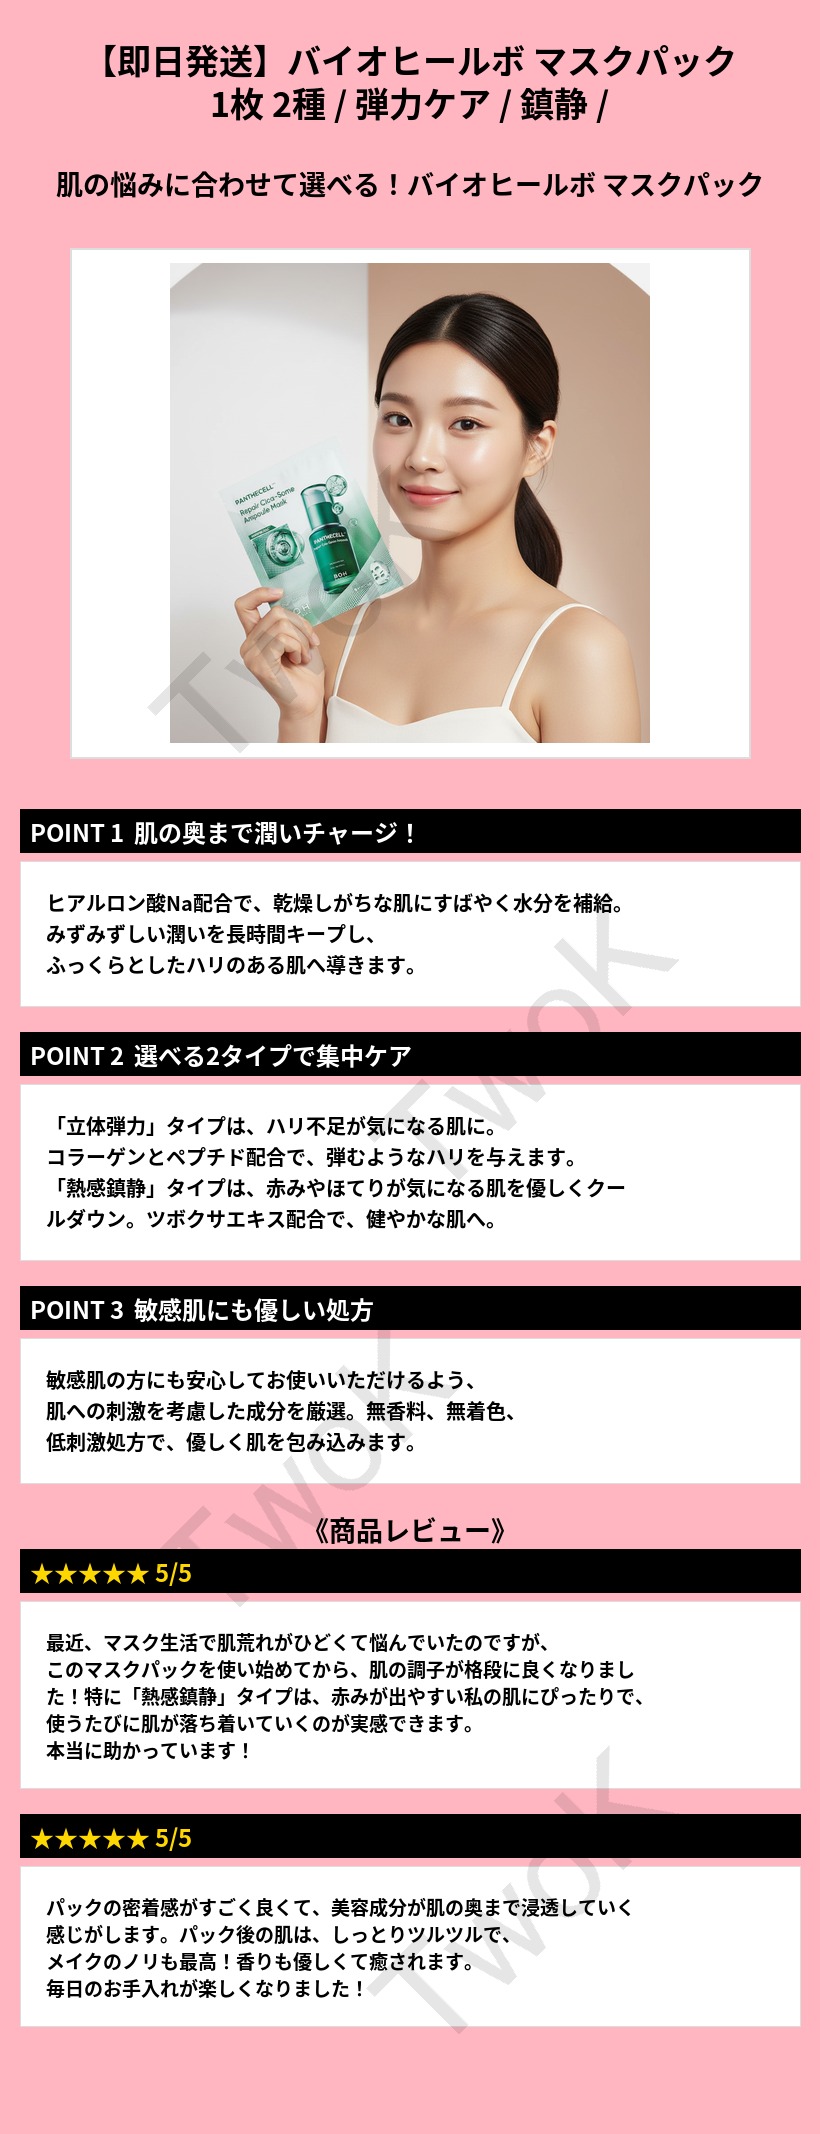 【即日発送】バイオヒールボ マスクパック
1枚 2種 / 弾力ケア / 鎮静 /
肌の悩みに合わせて選べる！バイオヒールボ マスクパック
PANTHECELL™
Repair Cica-Some
Ampoule Mask
PANTHECELL
BOH
TwoK
POINT 1 肌の奥まで潤いチャージ！
ヒアルロン酸Na配合で、乾燥しがちな肌にすばやく水分を補給。
みずみずしい潤いを長時間キープし、
ふっくらとしたハリのある肌へ導きます。
TwoK
POINT 2 選べる2タイプで集中ケア
「立体弾力」タイプは、ハリ不足が気になる肌に。
コラーゲンとペプチド配合で、弾むようなハリを与えます。
「熱感鎮静」タイプは、赤みやほてりが気になる肌を優しくクー
ルダウン。ツボクサエキス配合で、健やかな肌へ。
POINT 3 敏感肌にも優しい処方
敏感肌の方にも安心してお使いいただけるよう、
肌への刺激を考慮した成分を厳選。無香料、無着色、
低刺激処方で、優しく肌を包み込みます。
TwoK
《商品レビュー》
★★★★★ 5/5
最近、マスク生活で肌荒れがひどくて悩んでいたのですが、
このマスクパックを使い始めてから、肌の調子が格段に良くなりまし
た！特に「熱感鎮静」タイプは、赤みが出やすい私の肌にぴったりで、
使うたびに肌が落ち着いていくのが実感できます。
本当に助かっています！
★★★★★ 5/5
パックの密着感がすごく良くて、美容成分が肌の奥まで浸透していく
感じがします。パック後の肌は、しっとりツルツルで、
メイクのノリも最高！香りも優しくて癒されます。
毎日のお手入れが楽しくなりました！
TwoK